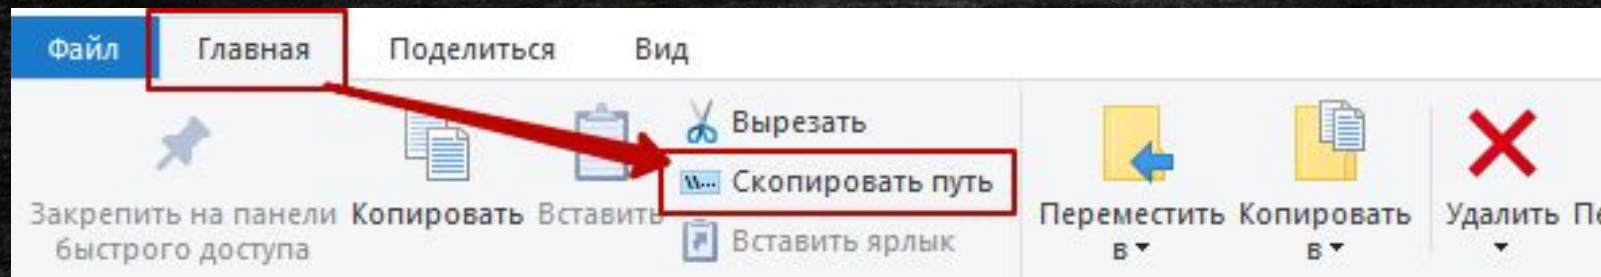 Файл Главная Поделиться Вид
Вырезать
Скопировать путь
Закрепить на панели Копировать Вставить Переместить Копировать Удалить
быстрого доступа Вставить ярлык в в